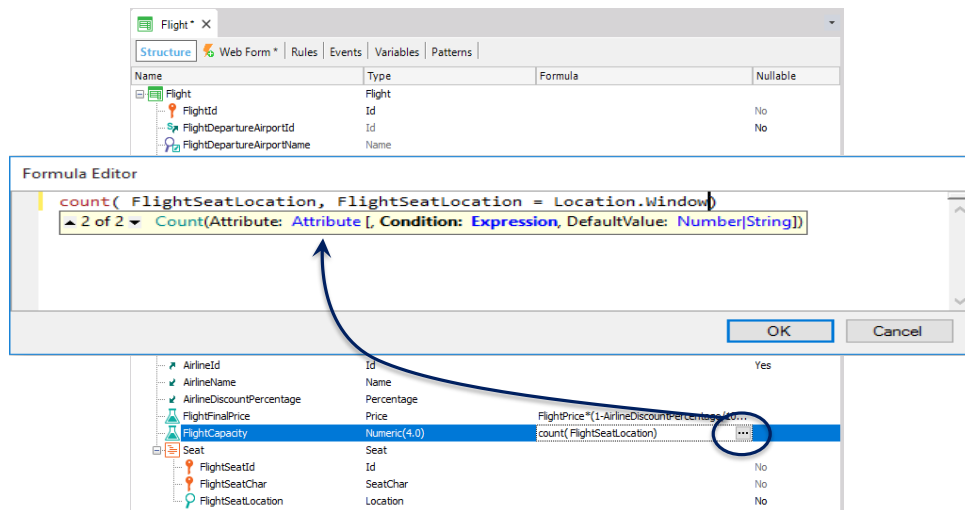 Flight *
Structure Web Form * Rules Events Variables Patterns
Name Type Formula Nullable
Flight Flight
FlightId Id No
FlightDepartureAirportId Id No
FlightDepartureAirportName Name
Formula Editor
count( FlightSeatLocation, FlightSeatLocation = Location.Window)
2 of 2 Count(Attribute: Attribute [, Condition: Expression, DefaultValue: Number|String])
OK Cancel
AirlineId Id Yes
AirlineName Name
AirlineDiscountPercentage Percentage
FlightFinalPrice Price FlightPrice*(1-AirlineDiscountPercentage/10...
FlightCapacity Numeric(4.0) count( FlightSeatLocation) ...
Seat Seat
FlightSeatId Id No
FlightSeatChar SeatChar No
FlightSeatLocation Location No